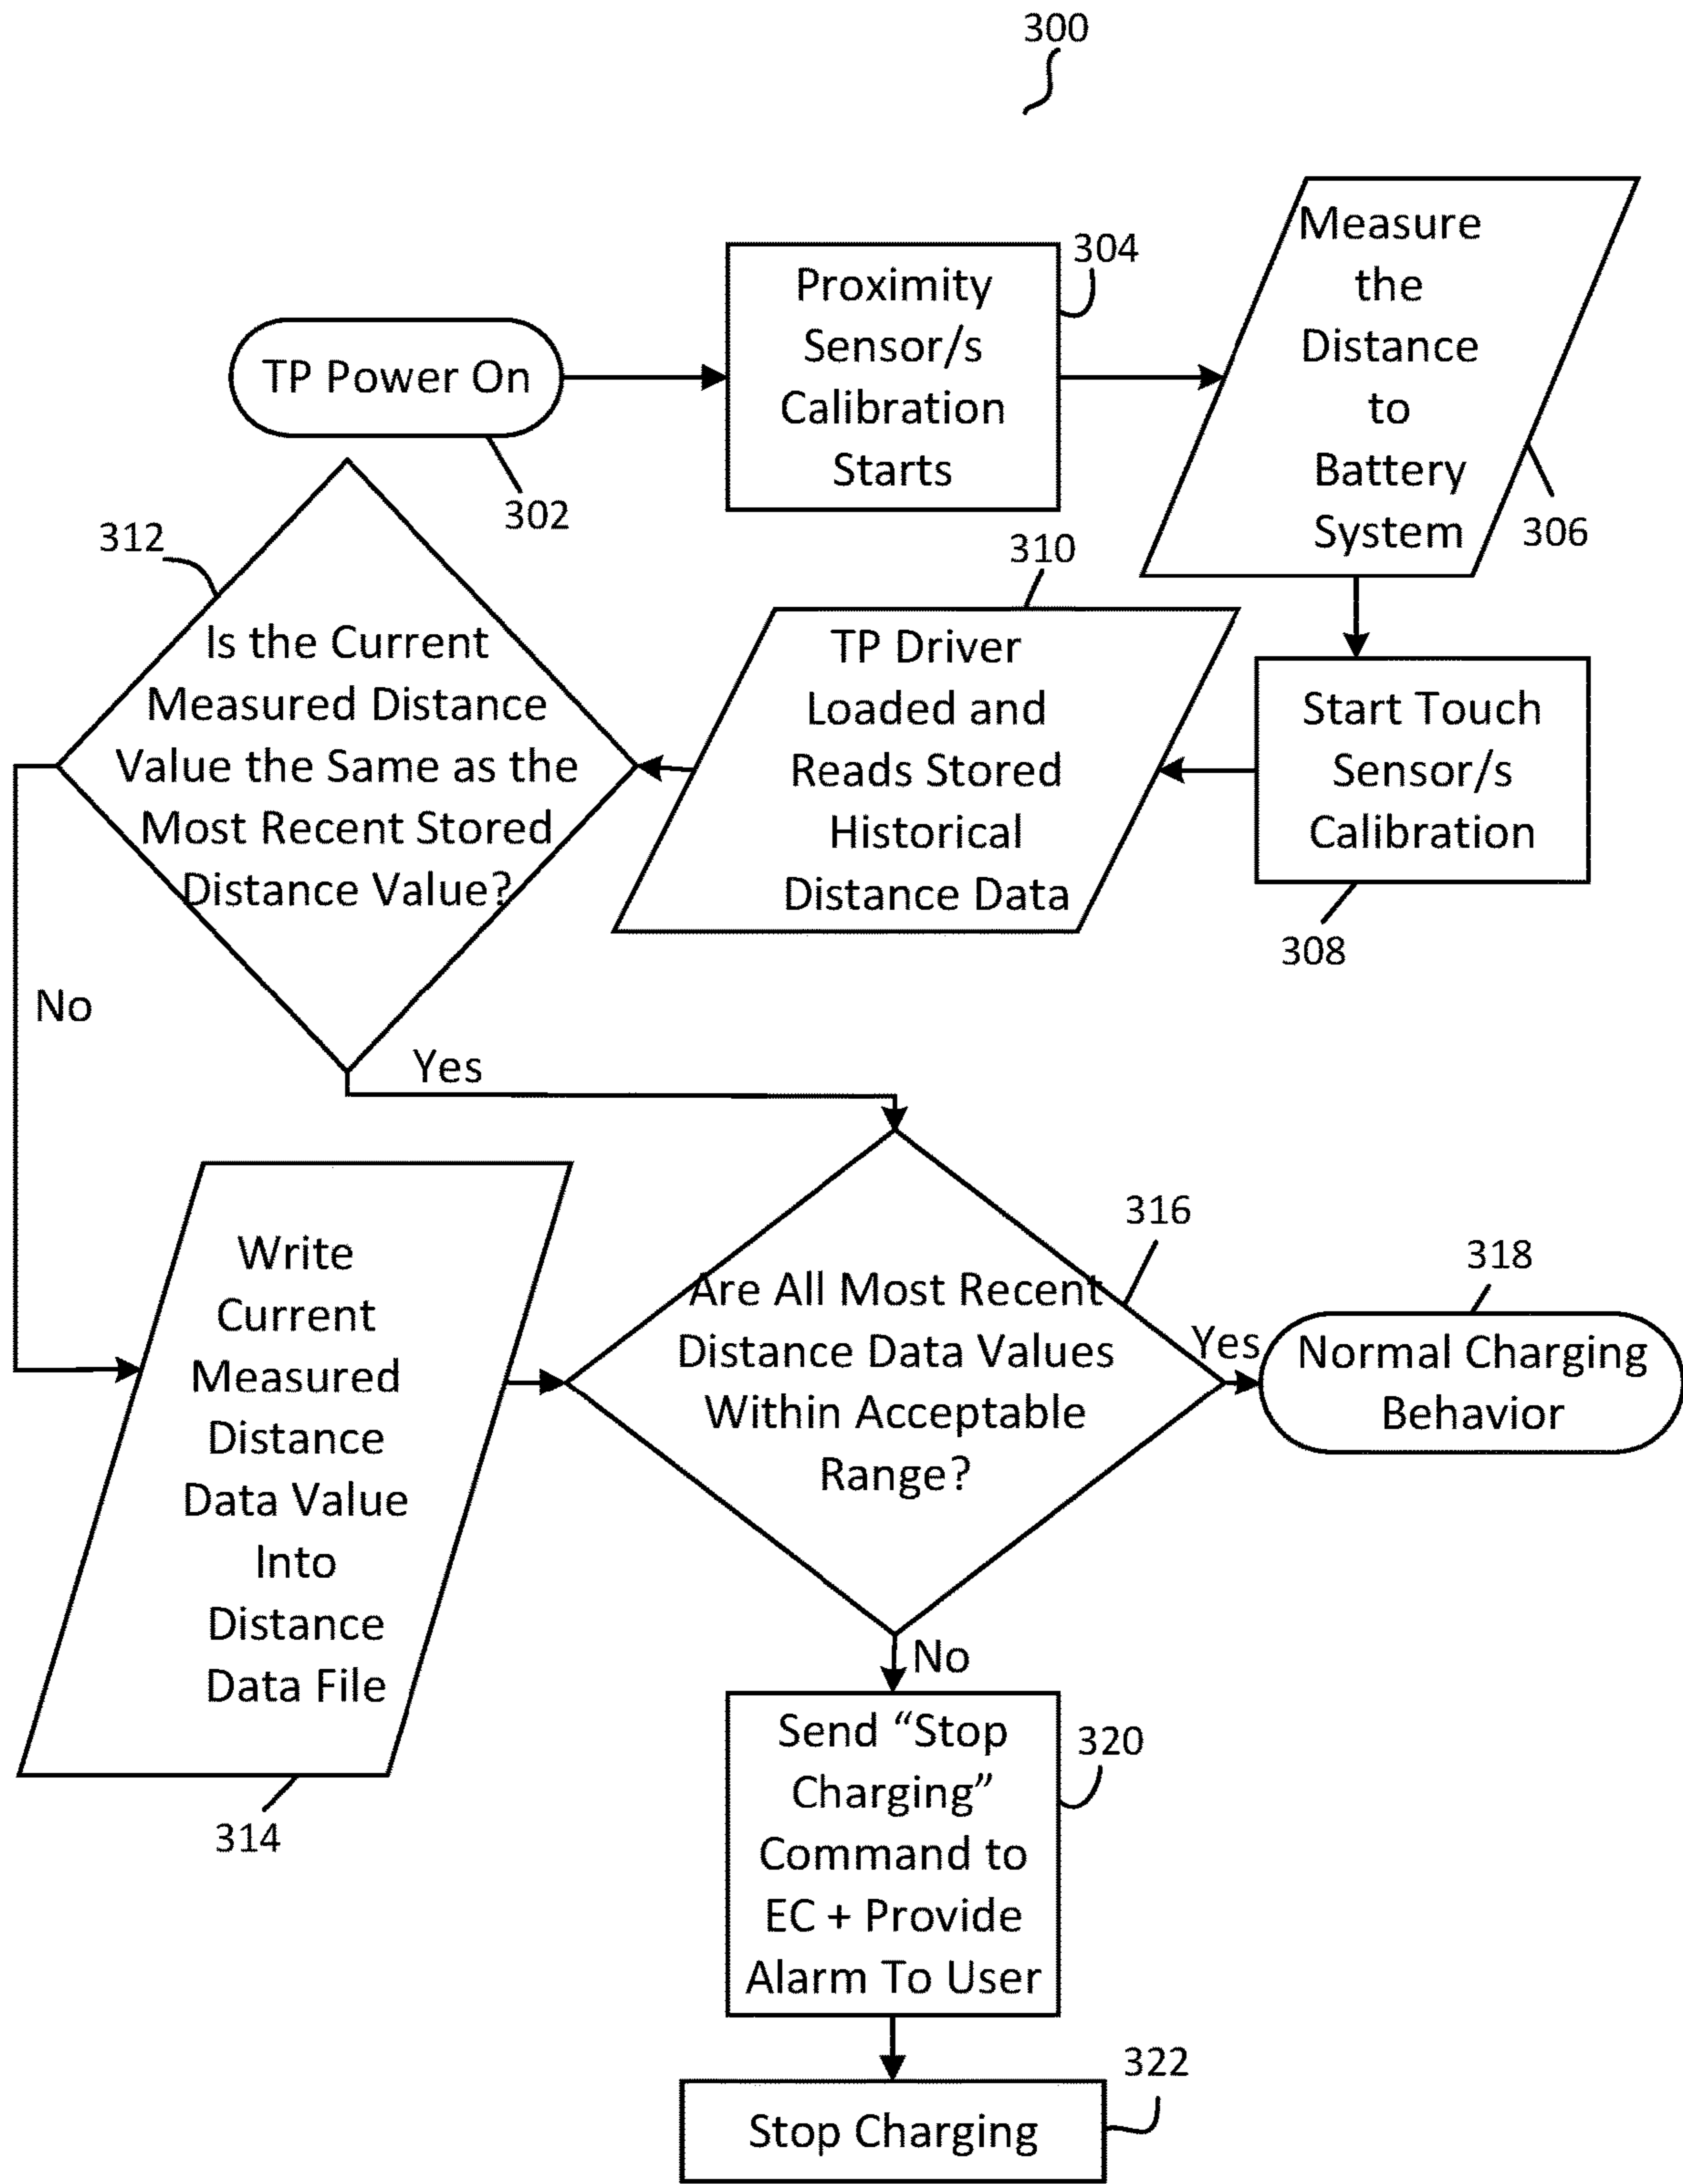 300
TP Power On
302
Proximity
Sensor/s
Calibration
Starts
304
Measure
the
Distance
to
Battery
System
306
Start Touch
Sensor/s
Calibration
308
TP Driver
Loaded and
Reads Stored
Historical
Distance Data
310
Is the Current
Measured Distance
Value the Same as the
Most Recent Stored
Distance Value?
312
No
Yes
Write
Current
Measured
Distance
Data Value
Into
Distance
Data File
314
Are All Most Recent
Distance Data Values
Within Acceptable
Range?
316
Yes
Normal Charging
Behavior
318
No
Send “Stop
Charging”
Command to
EC + Provide
Alarm To User
320
Stop Charging
322